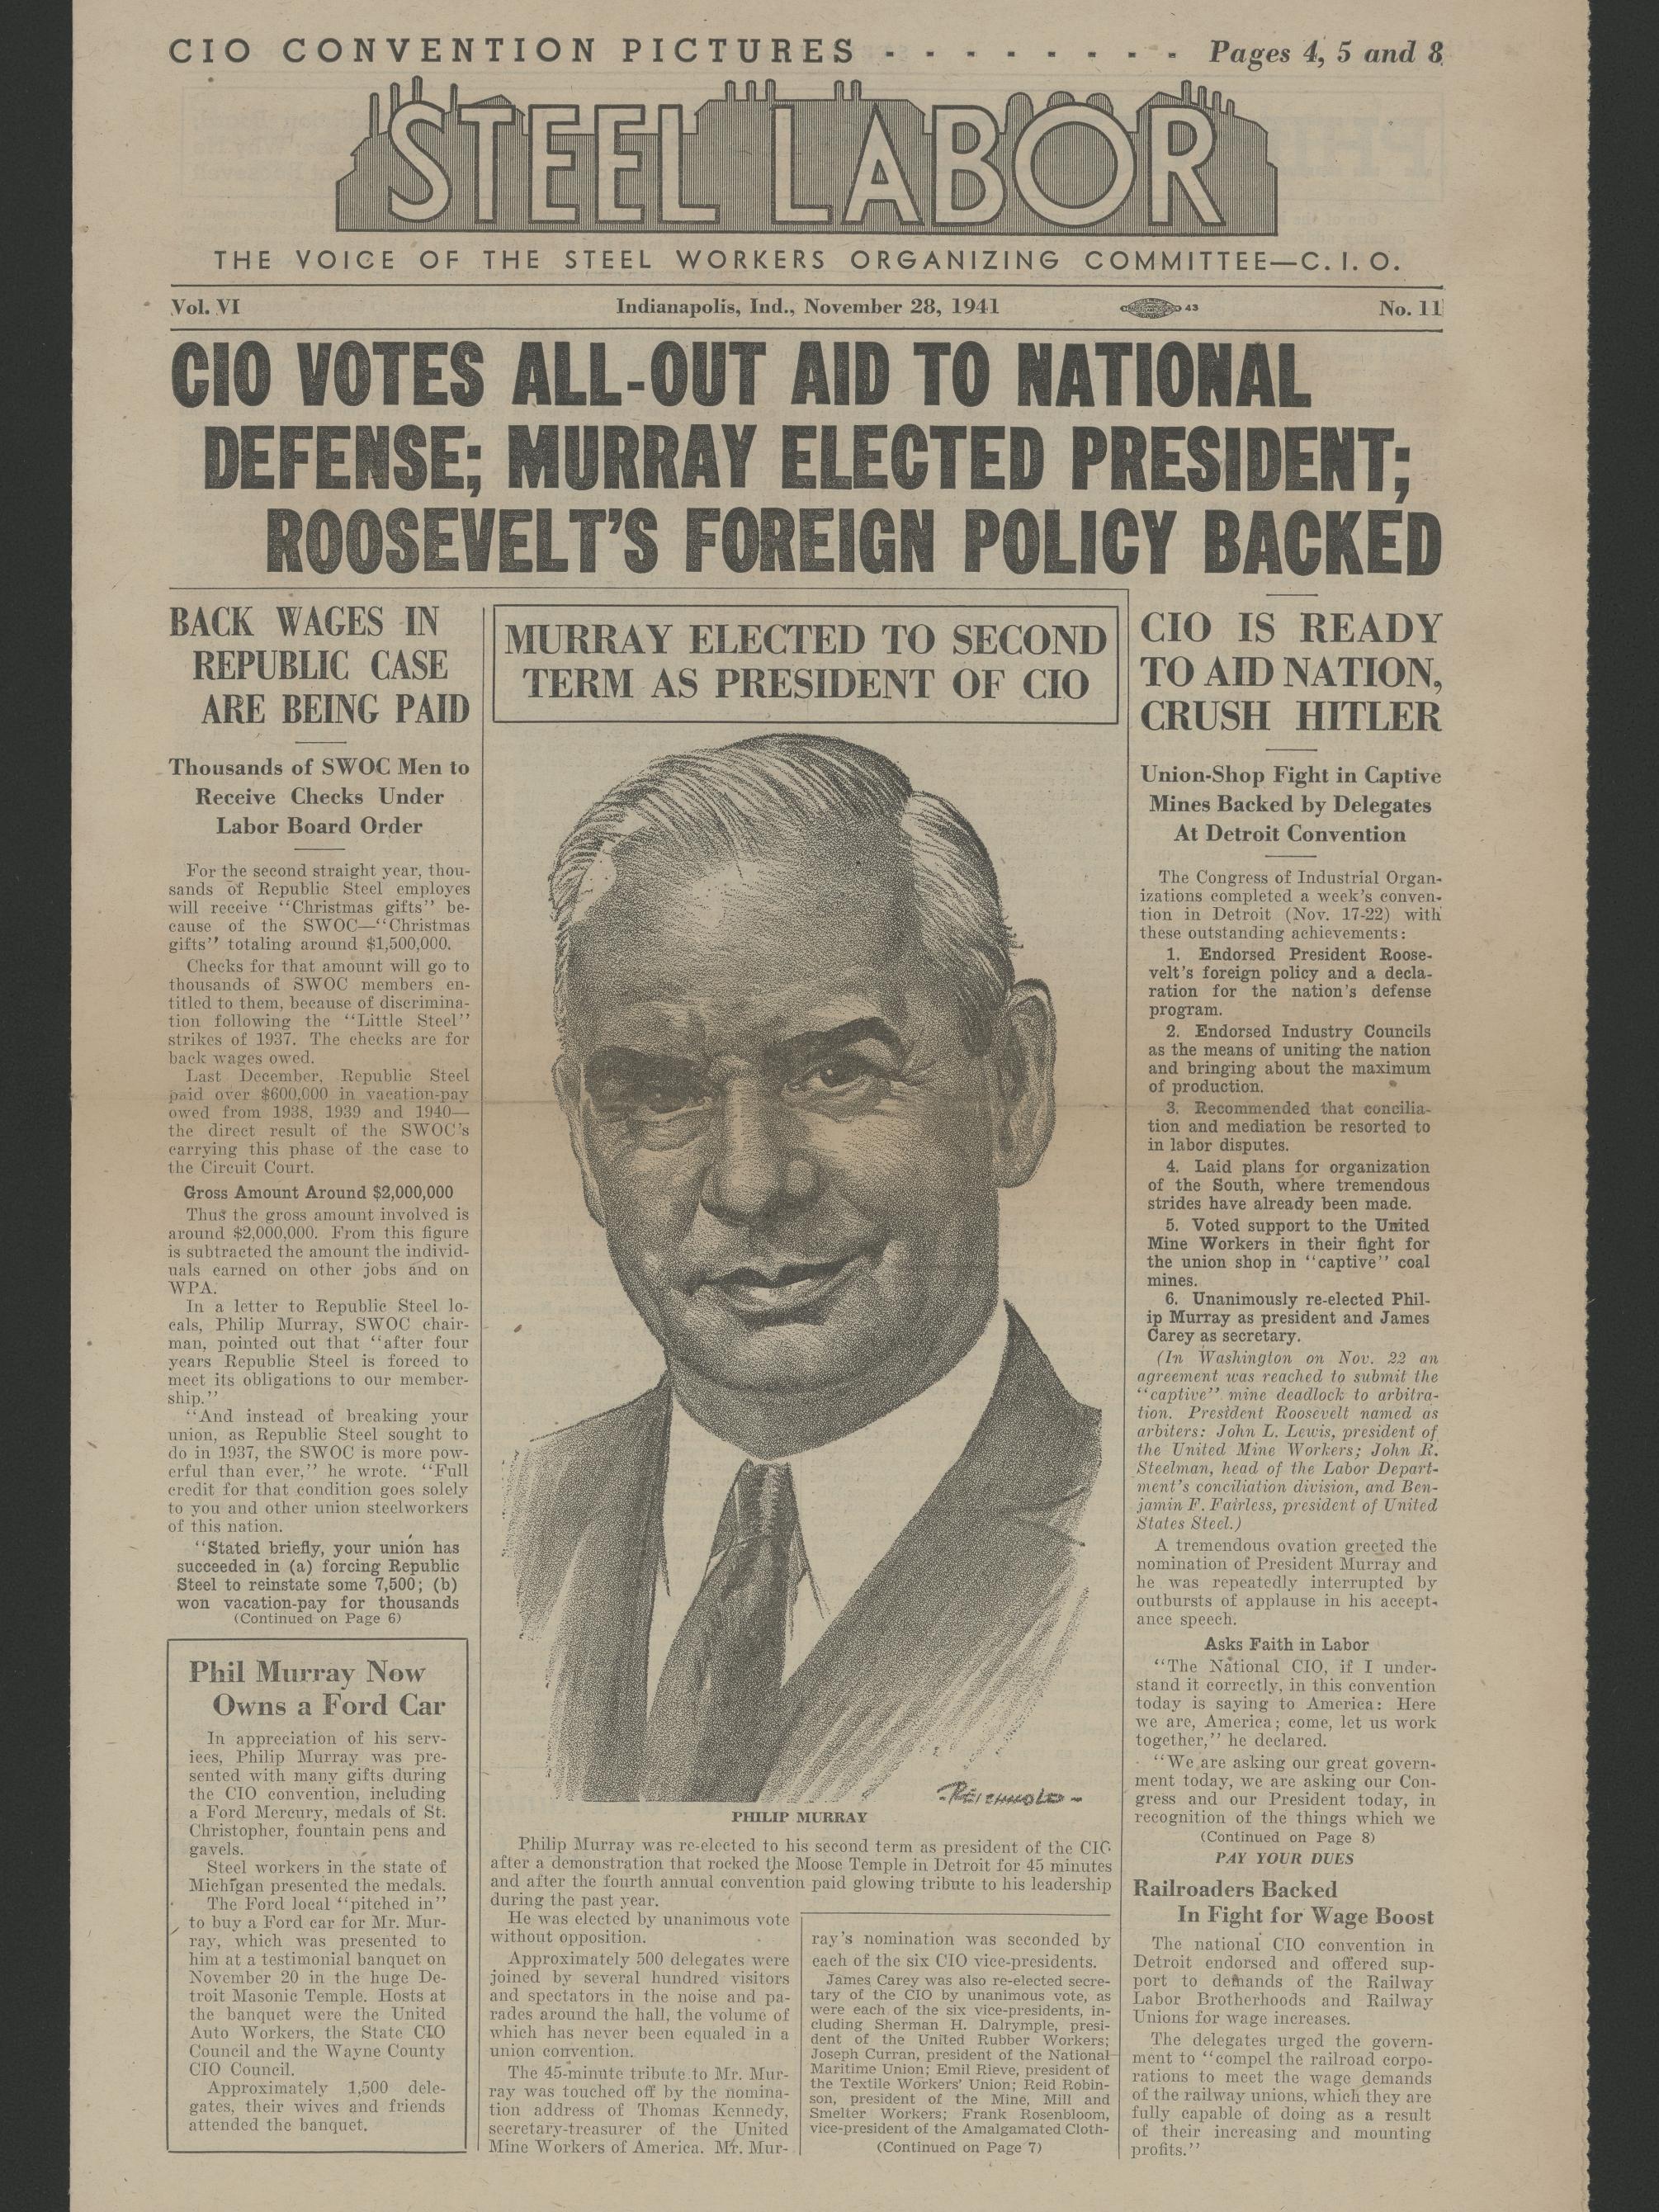 CIO CONVENTION PICTURES - - - - - - - - Pages 4, 5 and 8
STEEL LABOR
THE VOICE OF THE STEEL WORKERS ORGANIZING COMMITTEE—C. I. O.
Vol. VI Indianapolis, Ind., November 28, 1941 43 No. 11
CIO VOTES ALL-OUT AID TO NATIONAL
DEFENSE; MURRAY ELECTED PRESIDENT;
ROOSEVELT'S FOREIGN POLICY BACKED
BACK WAGES IN
REPUBLIC CASE
ARE BEING PAID
Thousands of SWOC Men to
Receive Checks Under
Labor Board Order
For the second straight year, thou-
sands of Republic Steel employes
will receive "Christmas gifts" be-
cause of the SWOC—"Christmas
gifts" totaling around $1,500,000.
Checks for that amount will go to
thousands of SWOC members en-
titled to them, because of discrimina-
tion following the "Little Steel"
strikes of 1937. The checks are for
back wages owed.
Last December, Republic Steel
paid over $600,000 in vacation-pay
owed from 1938, 1939 and 1940—
the direct result of the SWOC's
carrying this phase of the case to
the Circuit Court.
Gross Amount Around $2,000,000
Thus the gross amount involved is
around $2,000,000. From this figure
is subtracted the amount the individ-
uals earned on other jobs and on
WPA.
In a letter to Republic Steel lo-
cals, Philip Murray, SWOC chair-
man, pointed out that "after four
years Republic Steel is forced to
meet its obligations to our member-
ship."
"And instead of breaking your
union, as Republic Steel sought to
do in 1937, the SWOC is more pow-
erful than ever," he wrote. "Full
credit for that condition goes solely
to you and other union steelworkers
of this nation.
"Stated briefly, your union has
succeeded in (a) forcing Republic
Steel to reinstate some 7,500; (b)
won vacation-pay for thousands
(Continued on Page 6)
Phil Murray Now
Owns a Ford Car
In appreciation of his serv-
ices, Philip Murray was pre-
sented with many gifts during
the CIO convention, including
a Ford Mercury, medals of St.
Christopher, fountain pens and
gavels.
Steel workers in the state of
Michigan presented the medals.
The Ford local "pitched in"
to buy a Ford car for Mr. Mur-
ray, which was presented to
him at a testimonial banquet on
November 20 in the huge De-
troit Masonic Temple. Hosts at
the banquet were the United
Auto Workers, the State CIO
Council and the Wayne County
CIO Council.
Approximately 1,500 dele-
gates, their wives and friends
attended the banquet.
MURRAY ELECTED TO SECOND
TERM AS PRESIDENT OF CIO
-REICHHOLD-
PHILIP MURRAY
Philip Murray was re-elected to his second term as president of the CIO
after a demonstration that rocked the Moose Temple in Detroit for 45 minutes
and after the fourth annual convention paid glowing tribute to his leadership
during the past year.
He was elected by unanimous vote
without opposition.
Approximately 500 delegates were
joined by several hundred visitors
and spectators in the noise and pa-
rades around the hall, the volume of
which has never been equaled in a
union convention.
The 45-minute tribute to Mr. Mur-
ray was touched off by the nomina-
tion address of Thomas Kennedy,
secretary-treasurer of the United
Mine Workers of America. Mr. Mur-
ray's nomination was seconded by
each of the six CIO vice-presidents.
James Carey was also re-elected secre-
tary of the CIO by unanimous vote, as
were each of the six vice-presidents, in-
cluding Sherman H. Dalrymple, presi-
dent of the United Rubber Workers;
Joseph Curran, president of the National
Maritime Union; Emil Rieve, president of
the Textile Workers' Union; Reid Robin-
son, president of the Mine, Mill and
Smelter Workers; Frank Rosenbloom,
vice-president of the Amalgamated Cloth-
(Continued on Page 7)
CIO IS READY
TO AID NATION,
CRUSH HITLER
Union-Shop Fight in Captive
Mines Backed by Delegates
At Detroit Convention
The Congress of Industrial Organ-
izations completed a week's conven-
tion in Detroit (Nov. 17-22) with
these outstanding achievements:
1. Endorsed President Roose-
velt's foreign policy and a decla-
ration for the nation's defense
program.
2. Endorsed Industry Councils
as the means of uniting the nation
and bringing about the maximum
of production.
3. Recommended that concilia-
tion and mediation be resorted to
in labor disputes.
4. Laid plans for organization
of the South, where tremendous
strides have already been made.
5. Voted support to the United
Mine Workers in their fight for
the union shop in "captive" coal
mines.
6. Unanimously re-elected Phil-
ip Murray as president and James
Carey as secretary.
(In Washington on Nov. 22 an
agreement was reached to submit the
"captive" mine deadlock to arbitra-
tion. President Roosevelt named as
arbiters: John L. Lewis, president of
the United Mine Workers; John R.
Steelman, head of the Labor Depart-
ment's conciliation division, and Ben-
jamin F. Fairless, president of United
States Steel.)
A tremendous ovation greeted the
nomination of President Murray and
he was repeatedly interrupted by
outbursts of applause in his accept-
ance speech.
Asks Faith in Labor
"The National CIO, if I under-
stand it correctly, in this convention
today is saying to America: Here
we are, America; come, let us work
together," he declared.
"We are asking our great govern-
ment today, we are asking our Con-
gress and our President today, in
recognition of the things which we
(Continued on Page 8)
PAY YOUR DUES
Railroaders Backed
In Fight for Wage Boost
The national CIO convention in
Detroit endorsed and offered sup-
port to demands of the Railway
Labor Brotherhoods and Railway
Unions for wage increases.
The delegates urged the govern-
ment to "compel the railroad corpo-
rations to meet the wage demands
of the railway unions, which they are
fully capable of doing as a result
of their increasing and mounting
profits."